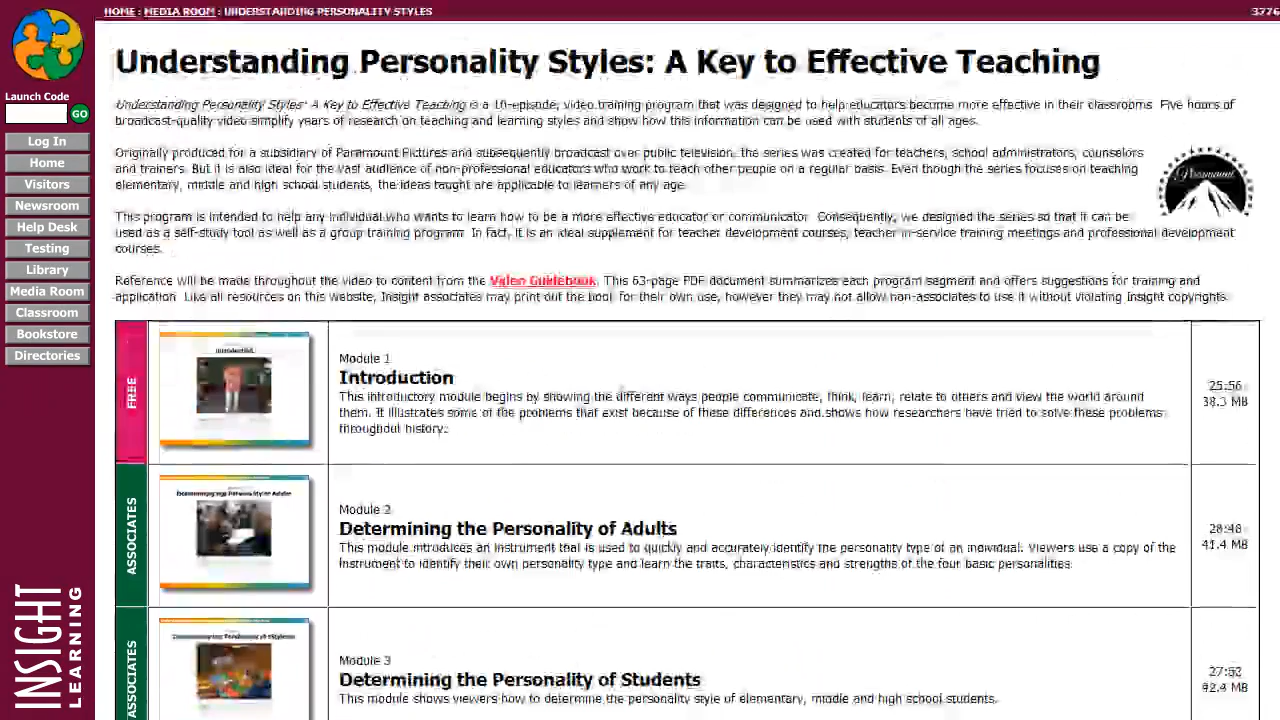 HOME : MEDIA ROOM : UNDERSTANDING PERSONALITY STYLES
3776
Launch Code
GO
Log In
Home
Visitors
Newsroom
Help Desk
Testing
Library
Media Room
Classroom
Bookstore
Directories
INSIGHT
LEARNING
Understanding Personality Styles: A Key to Effective Teaching
Understanding Personality Styles: A Key to Effective Teaching is a 10-episode, video training program that was designed to help educators become more effective in their classrooms. Five hours of
broadcast-quality video simplify years of research on teaching and learning styles and show how this information can be used with students of all ages.
Originally produced for a subsidiary of Paramount Pictures and subsequently broadcast over public television, the series was created for teachers, school administrators, counselors
and trainers. But it is also ideal for the vast audience of non-professional educators who work to teach other people on a regular basis. Even though the series focuses on teaching
elementary, middle and high school students, the ideas taught are applicable to learners of any age.
Paramount
This program is intended to help any individual who wants to learn how to be a more effective educator or communicator. Consequently, we designed the series so that it can be
used as a self-study tool as well as a group training program. In fact, it is an ideal supplement for teacher development courses, teacher in-service training meetings and professional development
courses.
Reference will be made throughout the video to content from the Video Guidebook. This 63-page PDF document summarizes each program segment and offers suggestions for training and
application. Like all resources on this website, Insight associates may print out the book for their own use, however they may not allow non-associates to use it without violating Insight copyrights.
FREE
Introduction
Module 1
Introduction
This introductory module begins by showing the different ways people communicate, think, learn, relate to others and view the world around
them. It illustrates some of the problems that exist because of these differences and shows how researchers have tried to solve these problems
throughout history.
25:56
38.3 MB
ASSOCIATES
Determining the Personality of Adults
Module 2
Determining the Personality of Adults
This module introduces an instrument that is used to quickly and accurately identify the personality type of an individual. Viewers use a copy of the
instrument to identify their own personality type and learn the traits, characteristics and strengths of the four basic personalities.
28:48
41.4 MB
ASSOCIATES
Determining the Personality of Students
Module 3
Determining the Personality of Students
This module shows viewers how to determine the personality style of elementary, middle and high school students.
27:52
42.4 MB